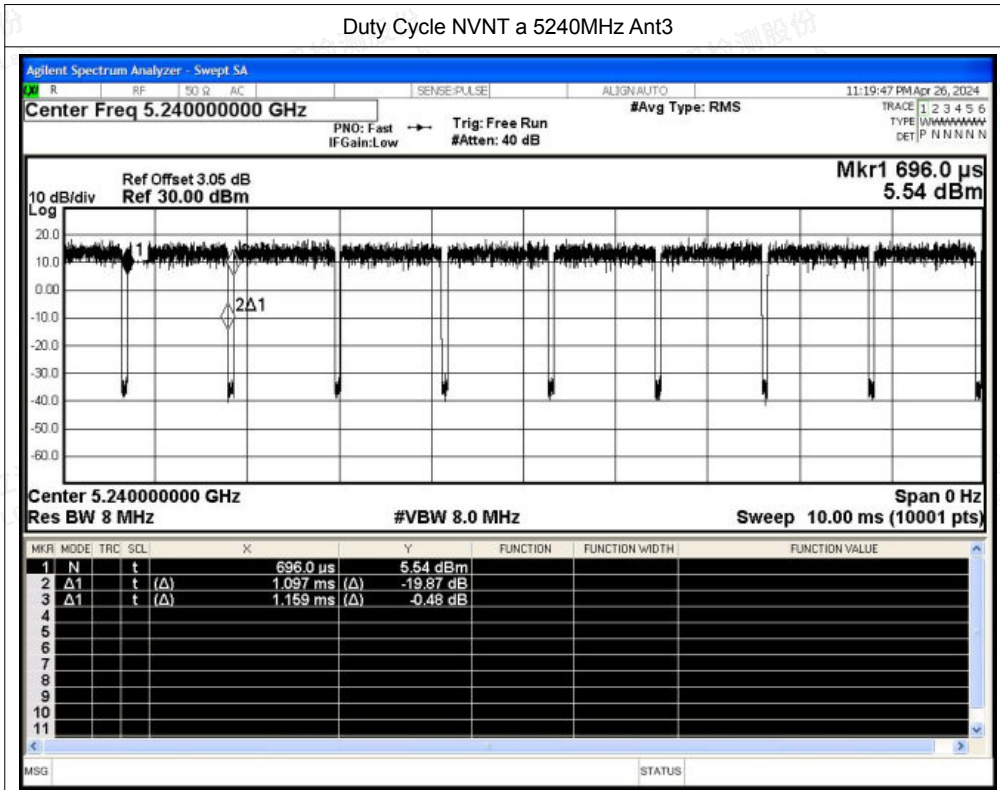 Duty Cycle NVNT a 5240MHz Ant3
Agilent Spectrum Analyzer - Swept SA
R RF 50 Ω AC SENSE:PULSE ALIGN AUTO 11:19:47 PM Apr 26, 2024
Center Freq 5.240000000 GHz #Avg Type: RMS TRACE 1 2 3 4 5 6
PNO: Fast Trig: Free Run TYPE WWWWWW
IFGain:Low #Atten: 40 dB DET P N N N N N
Mkr1 696.0 µs
5.54 dBm
Ref Offset 3.05 dB
10 dB/div Ref 30.00 dBm
Log
20.0
1
10.0
0.00
2Δ1
-10.0
-20.0
-30.0
-40.0
-50.0
-60.0
Center 5.240000000 GHz Span 0 Hz
Res BW 8 MHz #VBW 8.0 MHz Sweep 10.00 ms (10001 pts)
MKR MODE TRC SCL X Y FUNCTION FUNCTION WIDTH FUNCTION VALUE
1 N t 696.0 µs 5.54 dBm
2 Δ1 t (Δ) 1.097 ms (Δ) -19.87 dB
3 Δ1 t (Δ) 1.159 ms (Δ) -0.48 dB
4
5
6
7
8
9
10
11
MSG STATUS